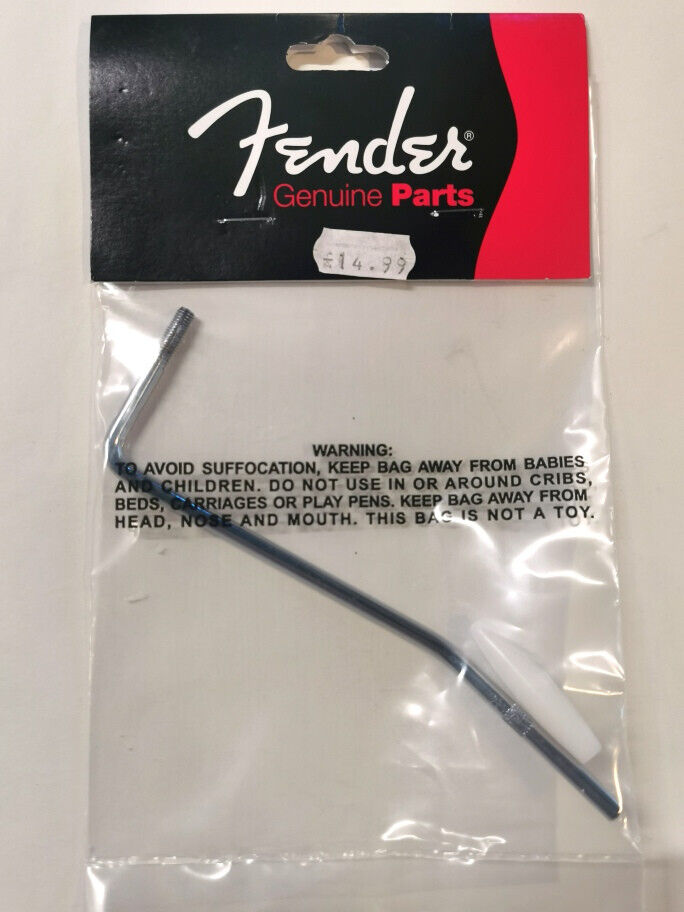 Fender®
Genuine Parts
£14.99
WARNING:
TO AVOID SUFFOCATION, KEEP BAG AWAY FROM BABIES
AND CHILDREN. DO NOT USE IN OR AROUND CRIBS,
BEDS, CARRIAGES OR PLAY PENS. KEEP BAG AWAY FROM
HEAD, NOSE AND MOUTH. THIS BAG IS NOT A TOY.